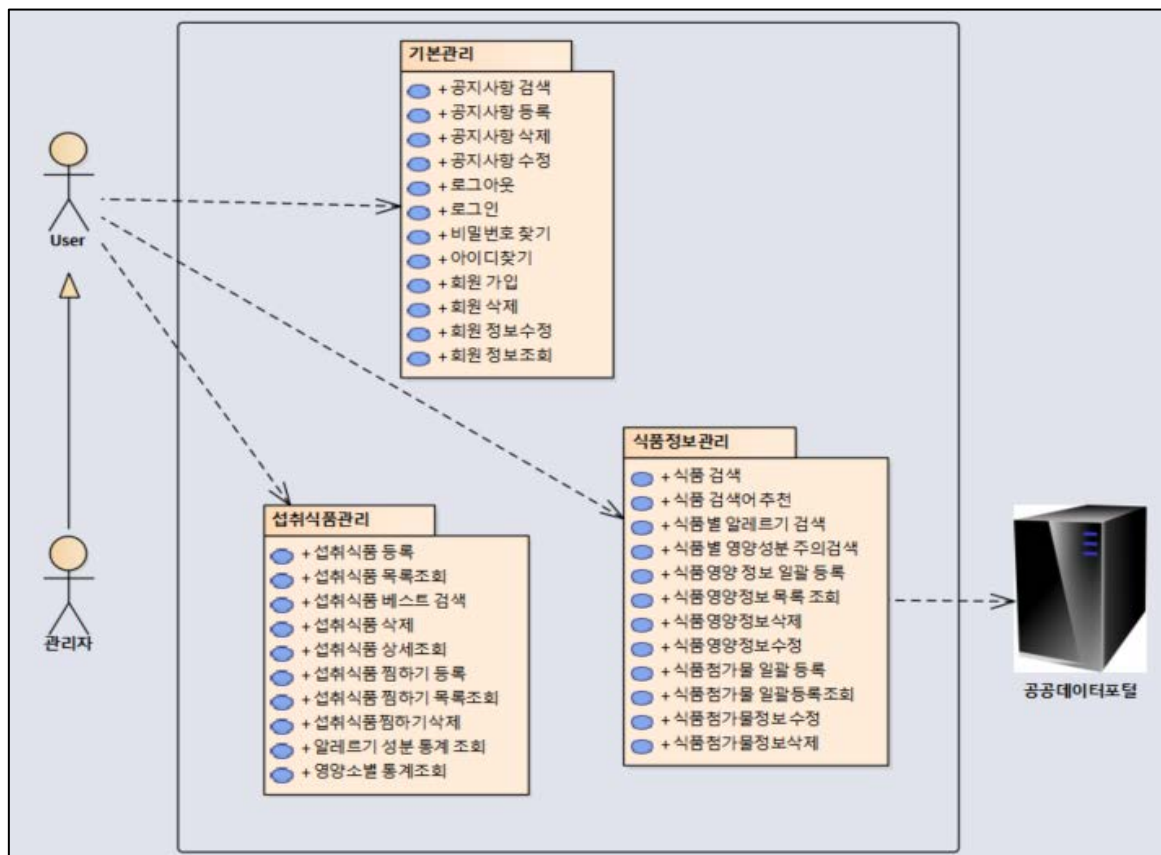 기본관리
+ 공지사항 검색
+ 공지사항 등록
+ 공지사항 삭제
+ 공지사항 수정
+ 로그아웃
+ 로그인
+ 비밀번호 찾기
+ 아이디찾기
+ 회원 가입
+ 회원 삭제
+ 회원 정보수정
+ 회원 정보조회
User
식품정보관리
+ 식품 검색
+ 식품 검색어 추천
+ 식품별 알레르기 검색
+ 식품별 영양성분 주의검색
+ 식품영양 정보 일괄 등록
+ 식품영양정보 목록 조회
+ 식품영양정보삭제
+ 식품영양정보수정
+ 식품첨가물 일괄 등록
+ 식품첨가물 일괄등록조회
+ 식품첨가물정보 수정
+ 식품첨가물정보삭제
섭취식품관리
+ 섭취식품 등록
+ 섭취식품 목록조회
+ 섭취식품 베스트 검색
+ 섭취식품 삭제
+ 섭취식품 상세조회
+ 섭취식품 찜하기 등록
+ 섭취식품 찜하기 목록조회
+ 섭취식품찜하기삭제
+ 알레르기 성분 통계 조회
+ 영양소별 통계조회
관리자
공공데이터포털